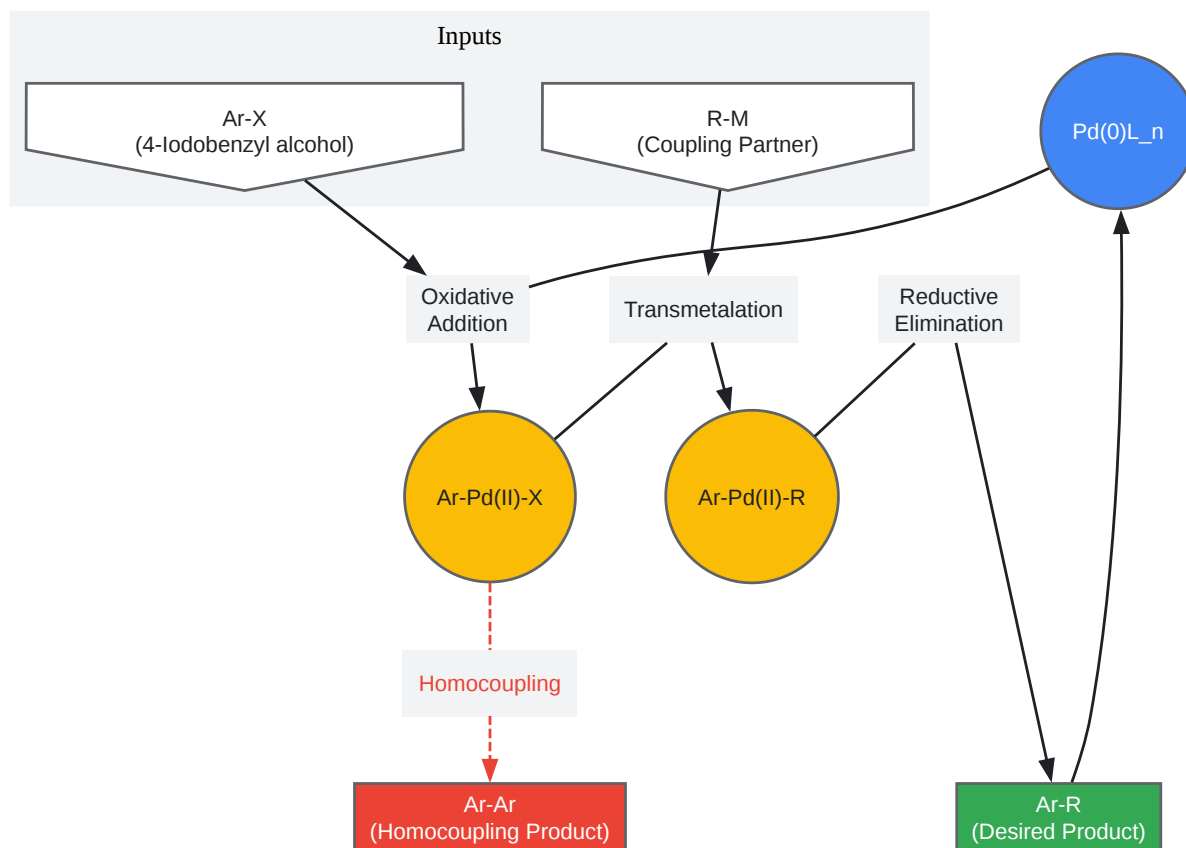 Inputs
Ar-X
(4-Iodobenzyl alcohol)
R-M
(Coupling Partner)
Pd(0)L_n
Oxidative
Addition
Transmetalation
Reductive
Elimination
Ar-Pd(II)-X
Ar-Pd(II)-R
Homocoupling
Ar-Ar
(Homocoupling Product)
Ar-R
(Desired Product)